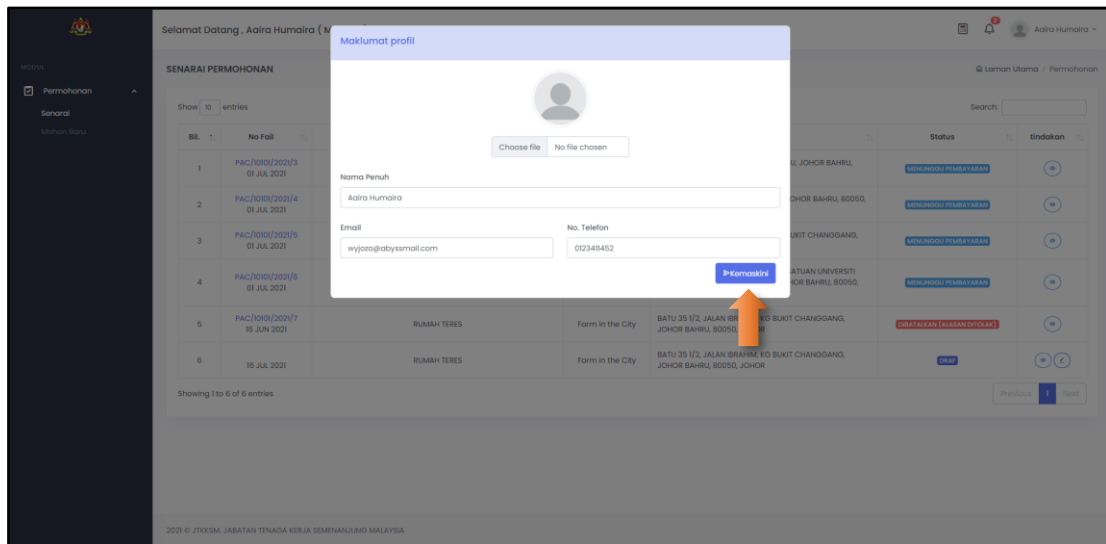 Selamat Datang , Aaira Humaira ( M
2
Aaira Humaira
Maklumat profil
MODUL
SENARAI PERMOHONAN
Laman Utama / Permohonan
Permohonan
Senarai
Mohon Baru
Show 10 entries
Search:
Choose file No file chosen
Bil. No Fail Status tindakan
Nama Penuh
Aaira Humaira
1 PAC/10101/2021/3 U, JOHOR BAHRU, MENUNGGU PEMBAYARAN
01 JUL 2021
2 PAC/10101/2021/4 OHOR BAHRU, 80050, MENUNGGU PEMBAYARAN
01 JUL 2021
Email No. Telefon
wyjozo@abyssmail.com 0123411452
3 PAC/10101/2021/5 UKIT CHANGGANG, MENUNGGU PEMBAYARAN
01 JUL 2021
Kemaskini
4 PAC/10101/2021/6 ATUAN UNIVERSITI MENUNGGU PEMBAYARAN
01 JUL 2021 HOR BAHRU, 80050,
5 PAC/10101/2021/7 RUMAH TERES Farm in the City BATU 35 1/2, JALAN IBR KG BUKIT CHANGGANG, DIBATALKAN (ALASAN DITOLAK)
16 JUN 2021 JOHOR BAHRU, 80050,
6 RUMAH TERES Farm in the City BATU 35 1/2, JALAN IBRAHIM, KG BUKIT CHANGGANG, DRAF
16 JUL 2021 JOHOR BAHRU, 80050, JOHOR
Showing 1 to 6 of 6 entries
Previous 1 Next
2021 © JTKKSM. JABATAN TENAGA KERJA SEMENANJUNG MALAYSIA